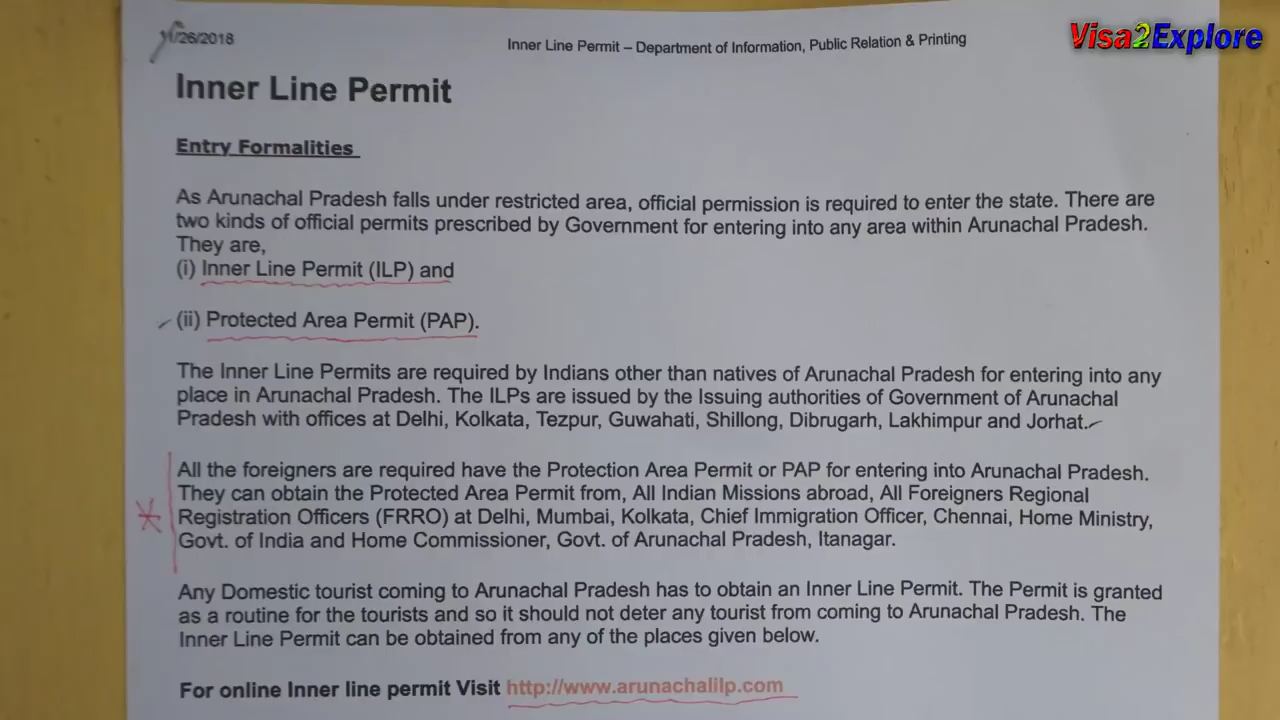 11/26/2018
Inner Line Permit – Department of Information, Public Relation & Printing
Visa2Explore
Inner Line Permit
Entry Formalities
As Arunachal Pradesh falls under restricted area, official permission is required to enter the state. There are
two kinds of official permits prescribed by Government for entering into any area within Arunachal Pradesh.
They are,
(i) Inner Line Permit (ILP) and
(ii) Protected Area Permit (PAP).
The Inner Line Permits are required by Indians other than natives of Arunachal Pradesh for entering into any
place in Arunachal Pradesh. The ILPs are issued by the Issuing authorities of Government of Arunachal
Pradesh with offices at Delhi, Kolkata, Tezpur, Guwahati, Shillong, Dibrugarh, Lakhimpur and Jorhat.
All the foreigners are required have the Protection Area Permit or PAP for entering into Arunachal Pradesh.
They can obtain the Protected Area Permit from, All Indian Missions abroad, All Foreigners Regional
Registration Officers (FRRO) at Delhi, Mumbai, Kolkata, Chief Immigration Officer, Chennai, Home Ministry,
Govt. of India and Home Commissioner, Govt. of Arunachal Pradesh, Itanagar.
Any Domestic tourist coming to Arunachal Pradesh has to obtain an Inner Line Permit. The Permit is granted
as a routine for the tourists and so it should not deter any tourist from coming to Arunachal Pradesh. The
Inner Line Permit can be obtained from any of the places given below.
For online Inner line permit Visit http://www.arunachalilp.com